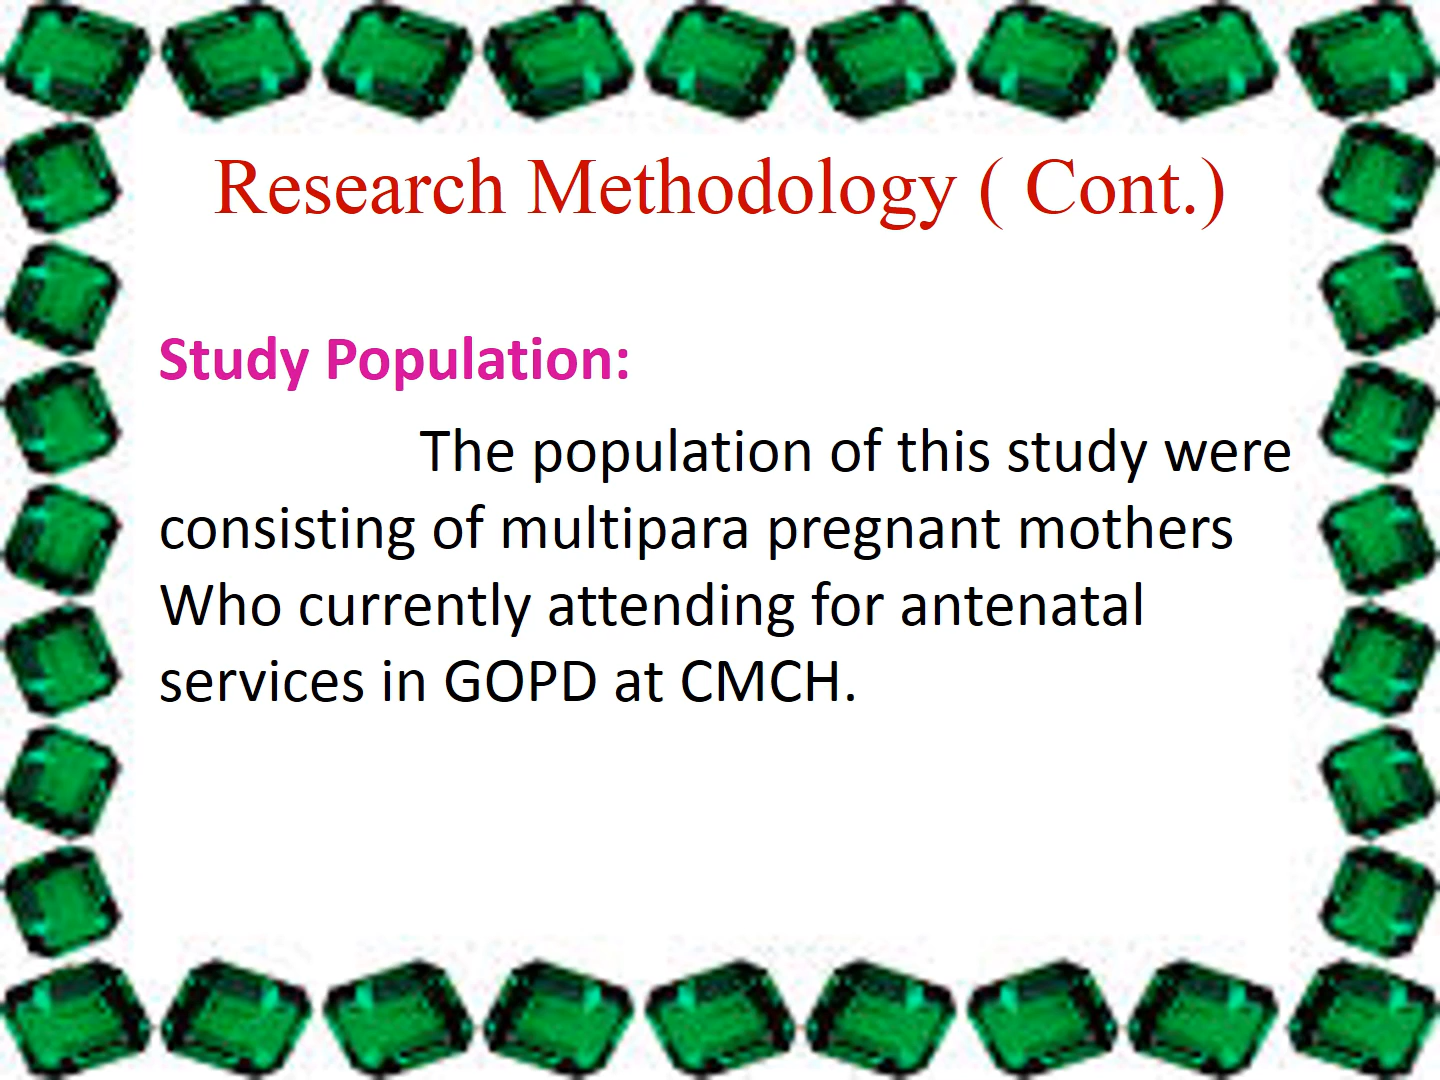 Research Methodology ( Cont.)
Study Population:
The population of this study were
consisting of multipara pregnant mothers
Who currently attending for antenatal
services in GOPD at CMCH.